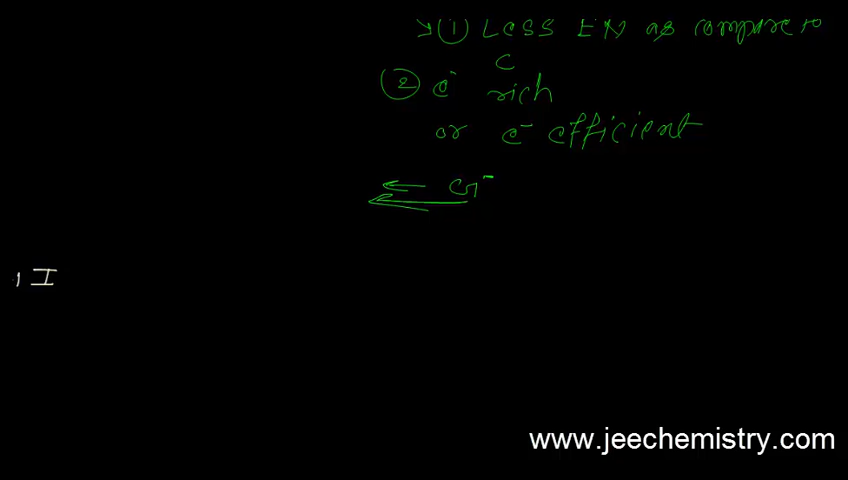 ① Less EN as compare to
C
② e⁻ rich
or e⁻ efficient
I
www.jeechemistry.com